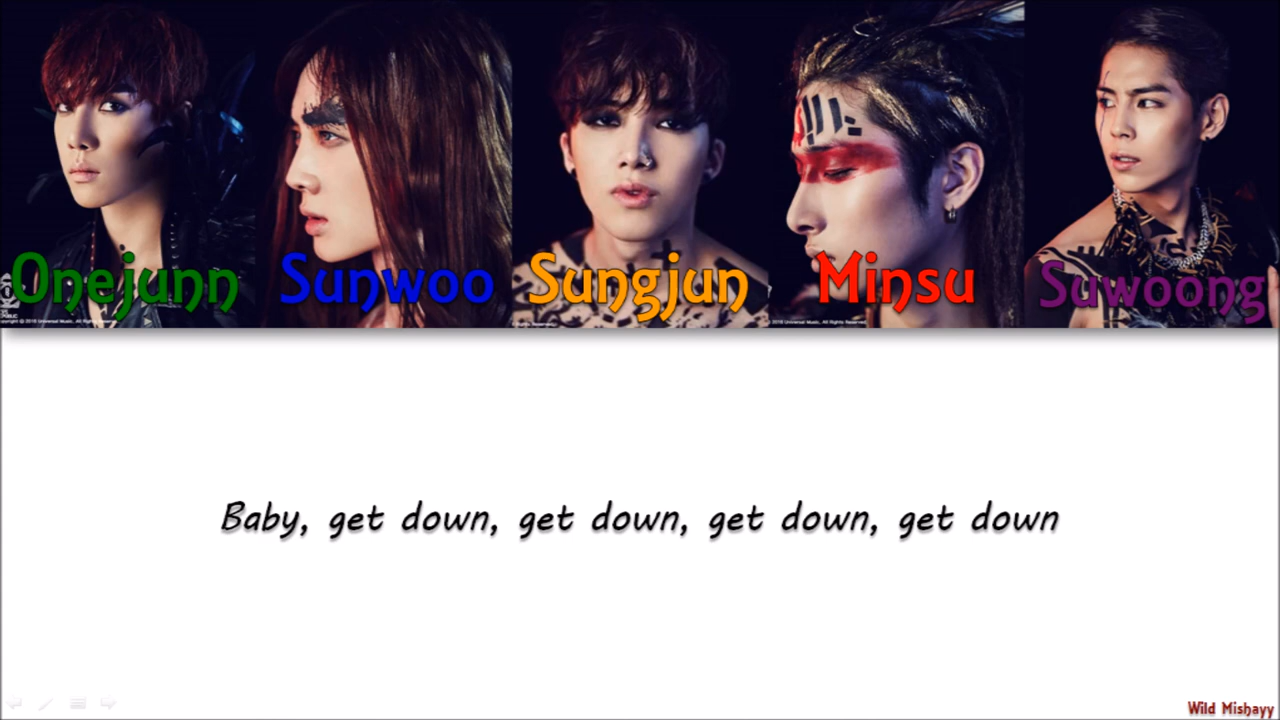 Onejunn Sunwoo Sungjun Minsu Suwoong
Baby, get down, get down, get down, get down
Wild Mishayy